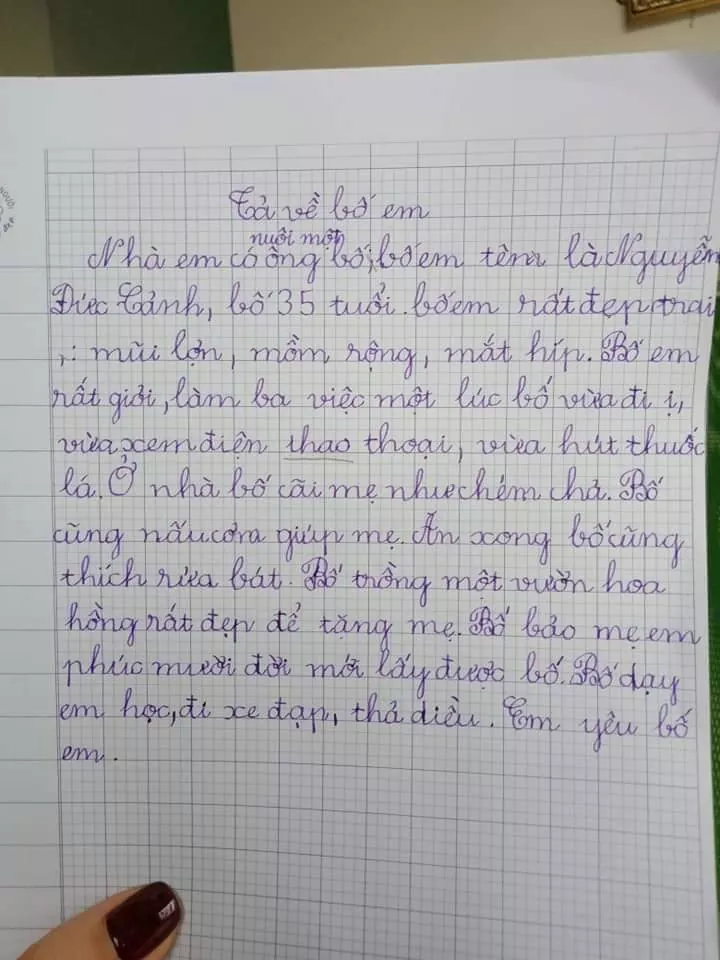 Tả về bố em
nuôi một
Nhà em có ông bố, bố em tên là Nguyễn
Đức Cảnh, bố 35 tuổi. bố em rất đẹp trai
,: mũi lợn, mồm rộng, mắt híp. Bố em
rất giỏi, làm ba việc một lúc bố vừa đi ị,
vừa xem điện thao thoại, vừa hút thuốc
lá. Ở nhà bố cãi mẹ như chém chả. Bố
cũng nấu cơm giúp mẹ. Ăn xong bố cũng
thích rửa bát. Bố trồng một vườn hoa
hồng rất đẹp để tặng mẹ. Bố bảo mẹ em
phúc mười đời mới lấy được bố. Bố dạy
em học, đi xe đạp, thả diều. Em yêu bố
em.